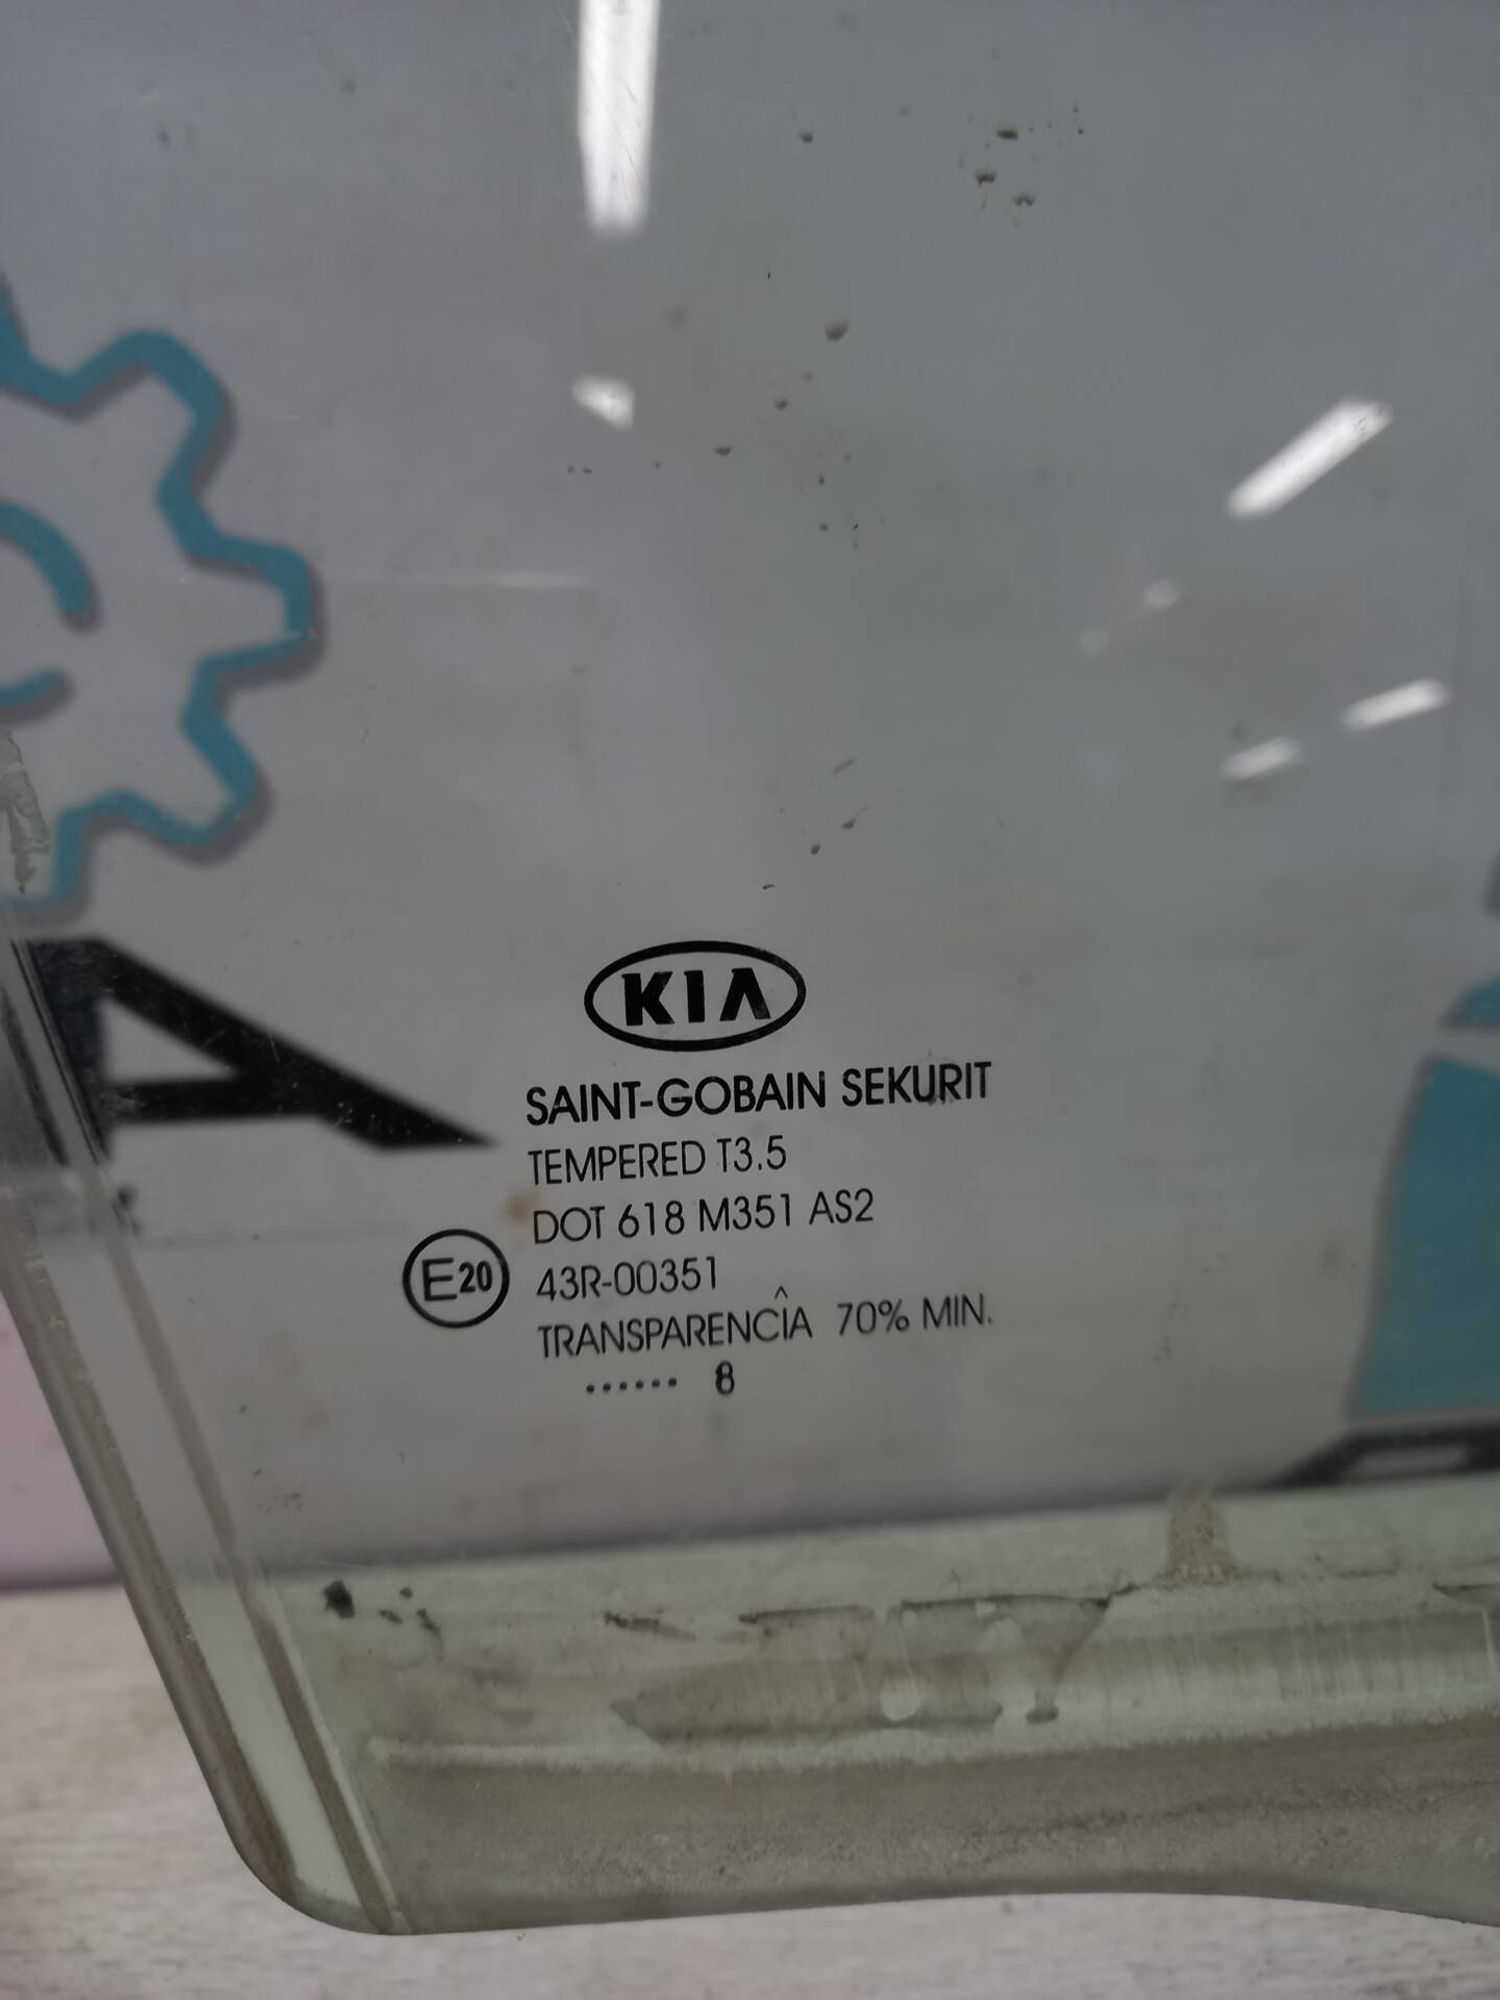 KIA
SAINT-GOBAIN SEKURIT
TEMPERED T3.5
DOT 618 M351 AS2
E20 43R-00351
TRANSPARENCÎA 70% MIN.
...... 8
A